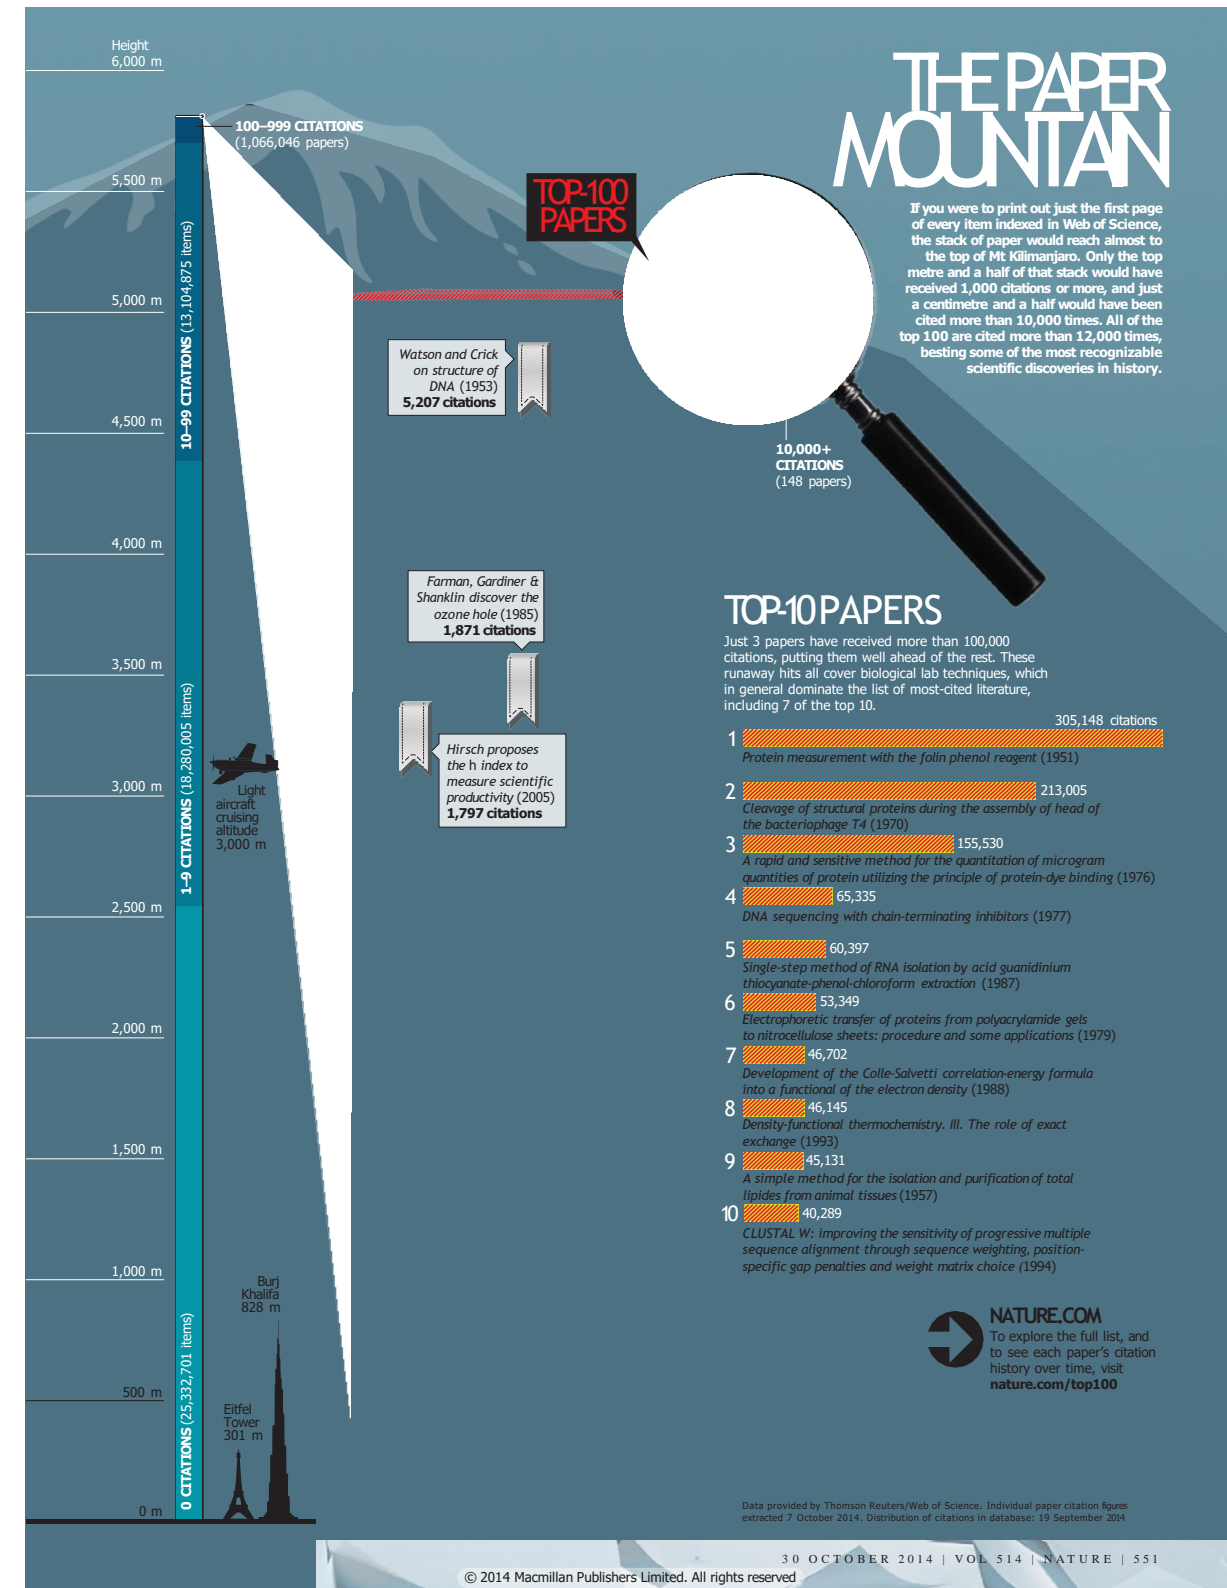 Height
6,000 m
5,500 m
5,000 m
4,500 m
4,000 m
3,500 m
3,000 m
2,500 m
2,000 m
1,500 m
1,000 m
500 m
0 m
100–999 CITATIONS
(1,066,046 papers)
10–99 CITATIONS (13,104,875 items)
1–9 CITATIONS (18,280,005 items)
0 CITATIONS (25,332,701 items)
Light
aircraft
cruising
altitude
3,000 m
Burj
Khalifa
828 m
Eitfel
Tower
301 m
TOP-100
PAPERS
Watson and Crick
on structure of
DNA (1953)
5,207 citations
Farman, Gardiner &
Shanklin discover the
ozone hole (1985)
1,871 citations
Hirsch proposes
the h index to
measure scientific
productivity (2005)
1,797 citations
THE PAPER
MOUNTAIN
If you were to print out just the first page
of every item indexed in Web of Science,
the stack of paper would reach almost to
the top of Mt Kilimanjaro. Only the top
metre and a half of that stack would have
received 1,000 citations or more, and just
a centimetre and a half would have been
cited more than 10,000 times. All of the
top 100 are cited more than 12,000 times,
besting some of the most recognizable
scientific discoveries in history.
10,000+
CITATIONS
(148 papers)
TOP-10 PAPERS
Just 3 papers have received more than 100,000
citations, putting them well ahead of the rest. These
runaway hits all cover biological lab techniques, which
in general dominate the list of most-cited literature,
including 7 of the top 10.
305,148 citations
1
Protein measurement with the folin phenol reagent (1951)
2 213,005
Cleavage of structural proteins during the assembly of head of
the bacteriophage T4 (1970)
3 155,530
A rapid and sensitive method for the quantitation of microgram
quantities of protein utilizing the principle of protein-dye binding (1976)
4 65,335
DNA sequencing with chain-terminating inhibitors (1977)
5 60,397
Single-step method of RNA isolation by acid guanidinium
thiocyanate-phenol-chloroform extraction (1987)
6 53,349
Electrophoretic transfer of proteins from polyacrylamide gels
to nitrocellulose sheets: procedure and some applications (1979)
7 46,702
Development of the Colle-Salvetti correlation-energy formula
into a functional of the electron density (1988)
8 46,145
Density-functional thermochemistry. III. The role of exact
exchange (1993)
9 45,131
A simple method for the isolation and purification of total
lipides from animal tissues (1957)
10 40,289
CLUSTAL W: improving the sensitivity of progressive multiple
sequence alignment through sequence weighting, position-
specific gap penalties and weight matrix choice (1994)
NATURE.COM
To explore the full list, and
to see each paper's citation
history over time, visit
nature.com/top100
Data provided by Thomson Reuters/Web of Science. Individual paper citation figures
extracted 7 October 2014. Distribution of citations in database: 19 September 2014
30 OCTOBER 2014 | VOL 514 | NATURE | 551
© 2014 Macmillan Publishers Limited. All rights reserved